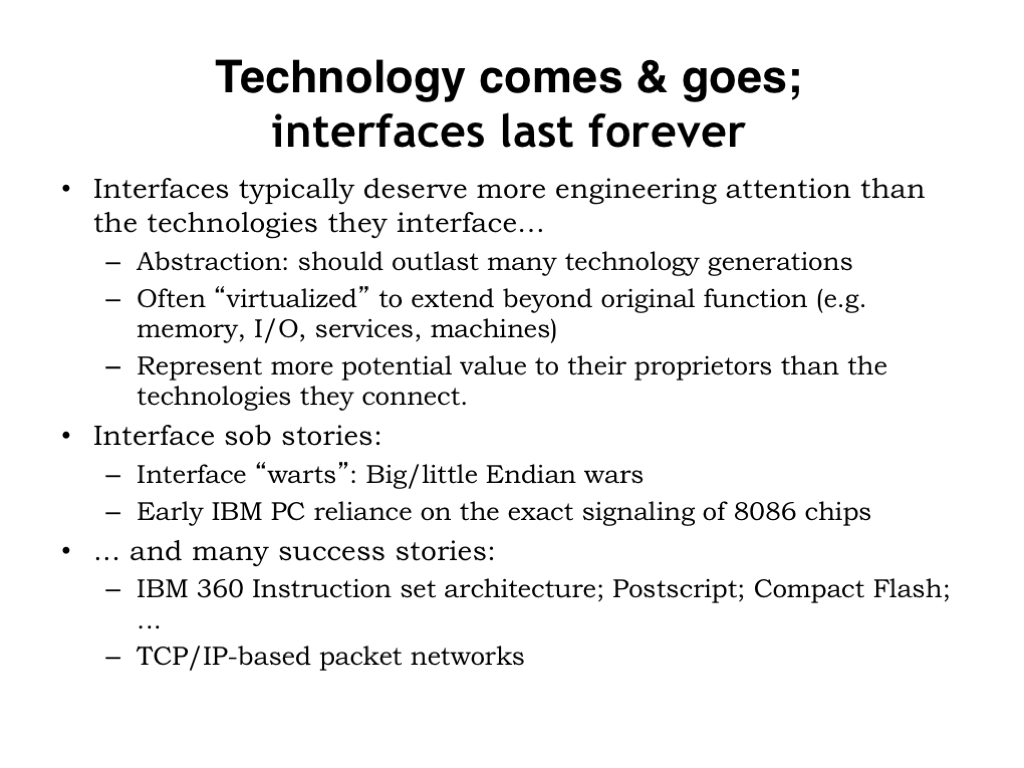 Technology comes & goes;
interfaces last forever
• Interfaces typically deserve more engineering attention than
the technologies they interface…
– Abstraction: should outlast many technology generations
– Often “virtualized” to extend beyond original function (e.g.
memory, I/O, services, machines)
– Represent more potential value to their proprietors than the
technologies they connect.
• Interface sob stories:
– Interface “warts”: Big/little Endian wars
– Early IBM PC reliance on the exact signaling of 8086 chips
• … and many success stories:
– IBM 360 Instruction set architecture; Postscript; Compact Flash;
…
– TCP/IP-based packet networks